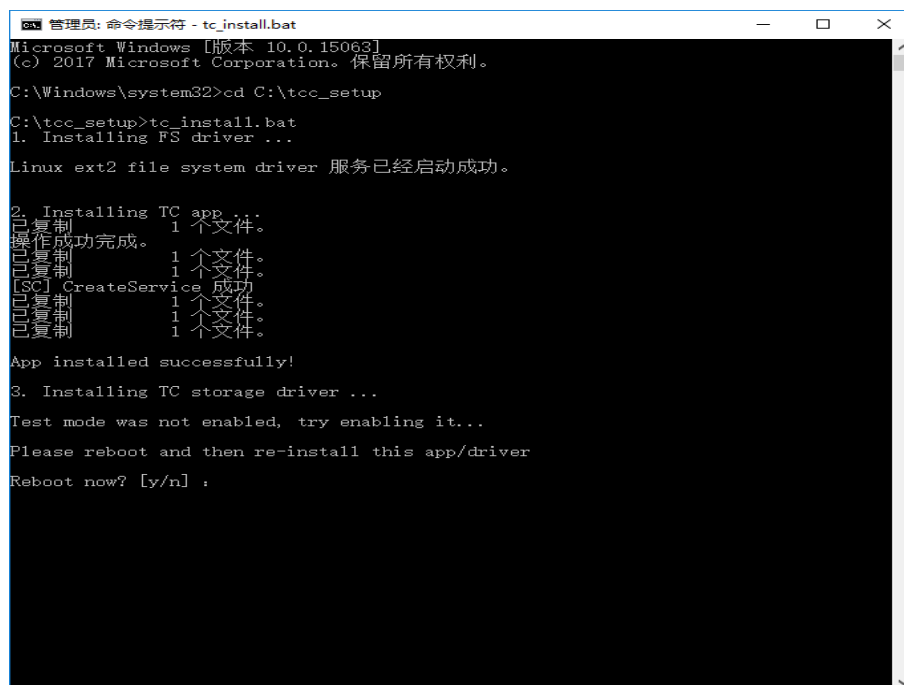 管理员: 命令提示符 - tc_install.bat
Microsoft Windows [版本 10.0.15063]
(c) 2017 Microsoft Corporation。保留所有权利。
C:\Windows\system32>cd C:\tcc_setup
C:\tcc_setup>tc_install.bat
1. Installing FS driver ...
Linux ext2 file system driver 服务已经启动成功。
2. Installing TC app ...
已复制         1 个文件。
操作成功完成。
已复制         1 个文件。
已复制         1 个文件。
[SC] CreateService 成功
已复制         1 个文件。
已复制         1 个文件。
已复制         1 个文件。
App installed successfully!
3. Installing TC storage driver ...
Test mode was not enabled, try enabling it...
Please reboot and then re-install this app/driver
Reboot now? [y/n] :